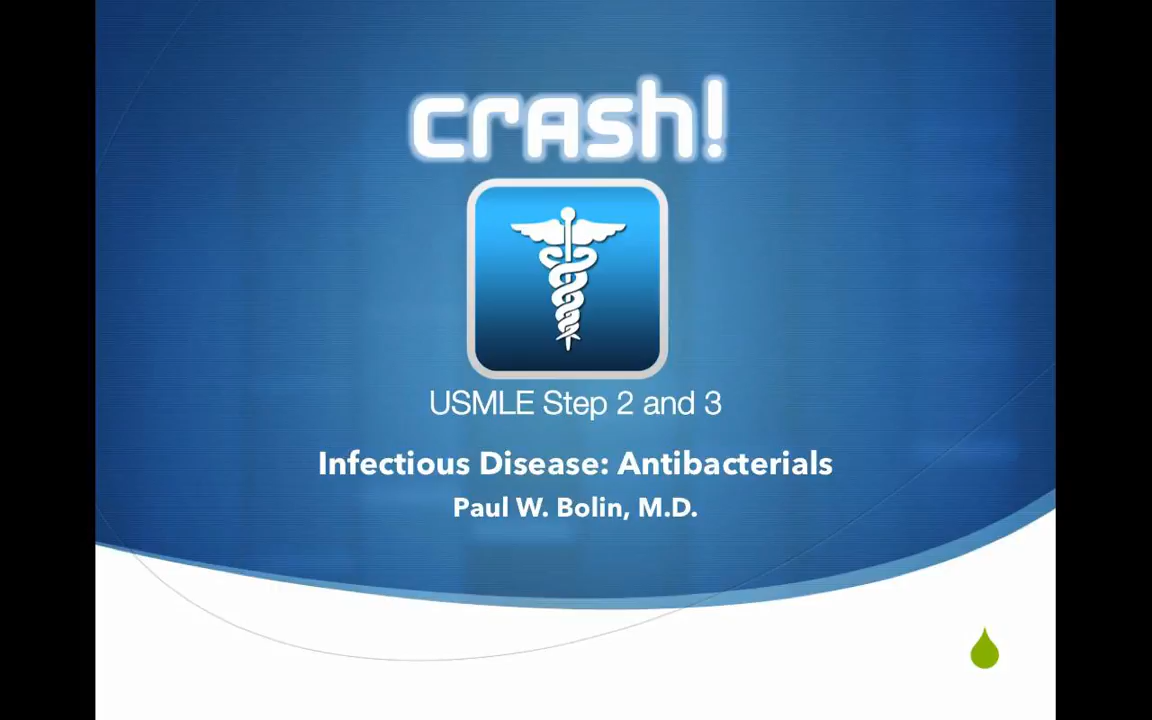 crash!
USMLE Step 2 and 3
Infectious Disease: Antibacterials
Paul W. Bolin, M.D.